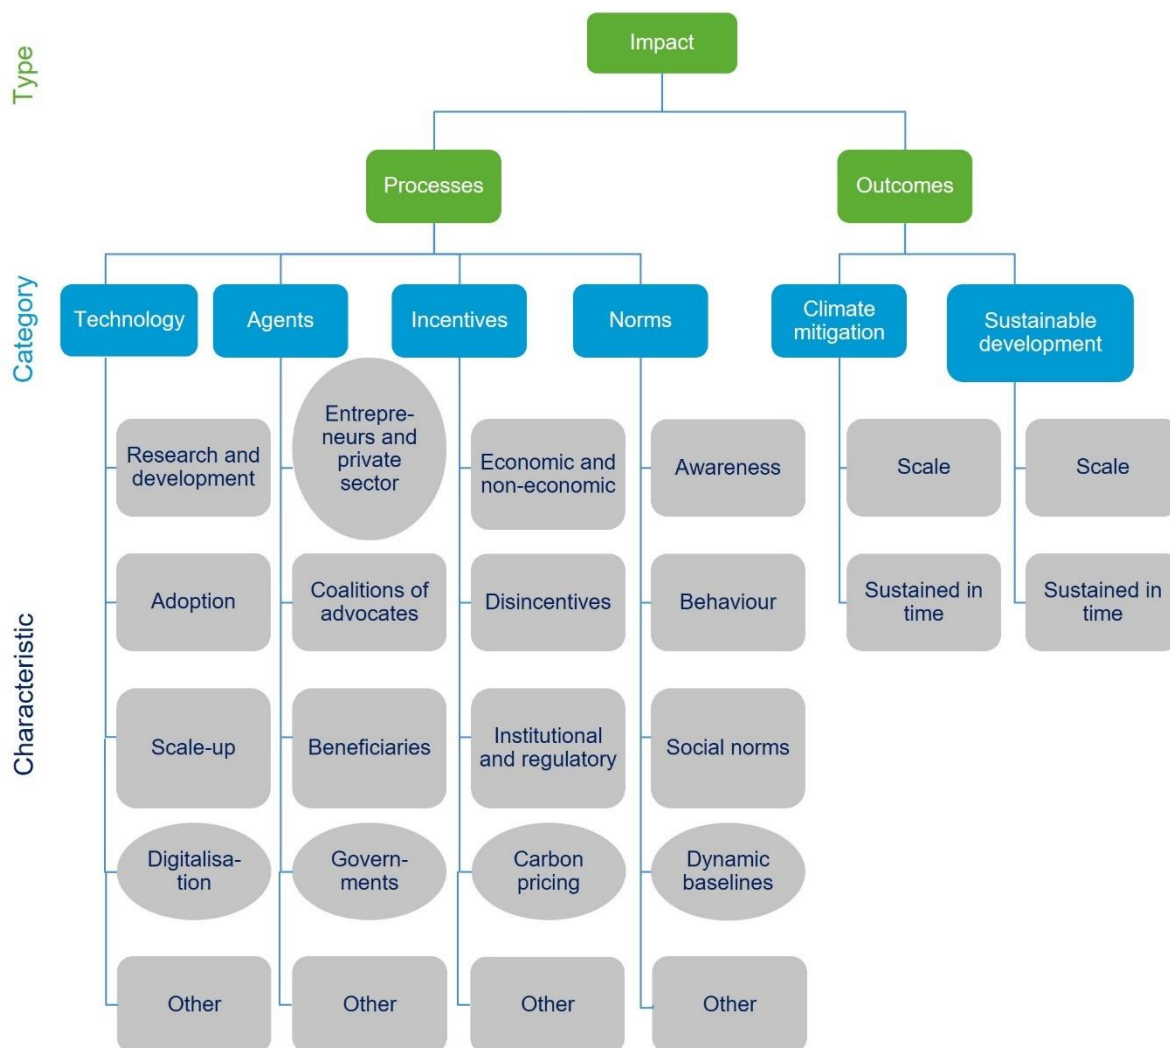 Type
Impact
Processes
Outcomes
Category
Technology
Agents
Incentives
Norms
Climate
mitigation
Sustainable
development
Characteristic
Research and
development
Entrepre-
neurs and
private
sector
Economic and
non-economic
Awareness
Scale
Scale
Adoption
Coalitions of
advocates
Disincentives
Behaviour
Sustained in
time
Sustained in
time
Scale-up
Beneficiaries
Institutional
and regulatory
Social norms
Digitalisa-
tion
Govern-
ments
Carbon
pricing
Dynamic
baselines
Other
Other
Other
Other